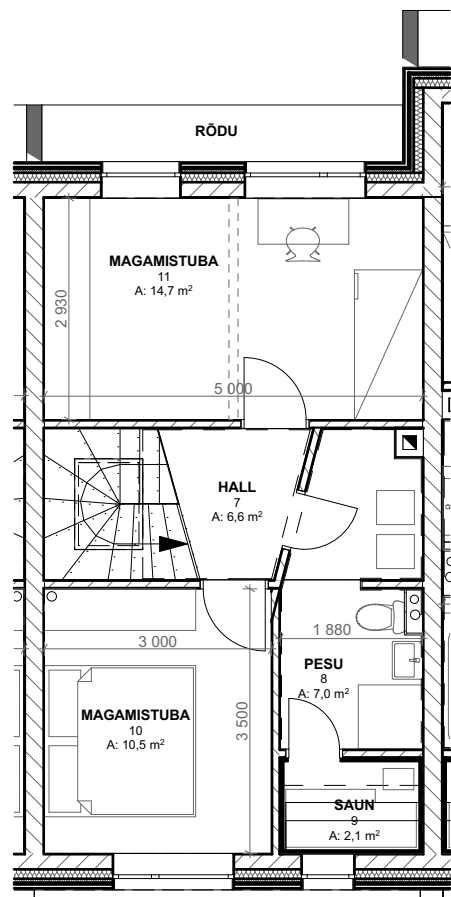 RÕDU
MAGAMISTUBA
11
A: 14,7 m²
2 930
5 000
HALL
7
A: 6,6 m²
3 000
1 880
PESU
8
A: 7,0 m²
3 500
MAGAMISTUBA
10
A: 10,5 m²
SAUN
9
A: 2,1 m²